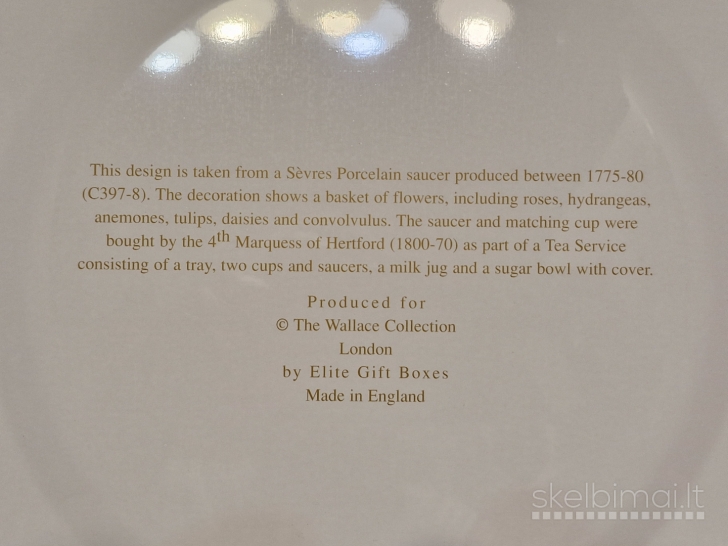 This design is taken from a Sèvres Porcelain saucer produced between 1775-80
(C397-8). The decoration shows a basket of flowers, including roses, hydrangeas,
anemones, tulips, daisies and convolvulus. The saucer and matching cup were
bought by the 4th Marquess of Hertford (1800-70) as part of a Tea Service
consisting of a tray, two cups and saucers, a milk jug and a sugar bowl with cover.
Produced for
© The Wallace Collection
London
by Elite Gift Boxes
Made in England
skelbimai.lt